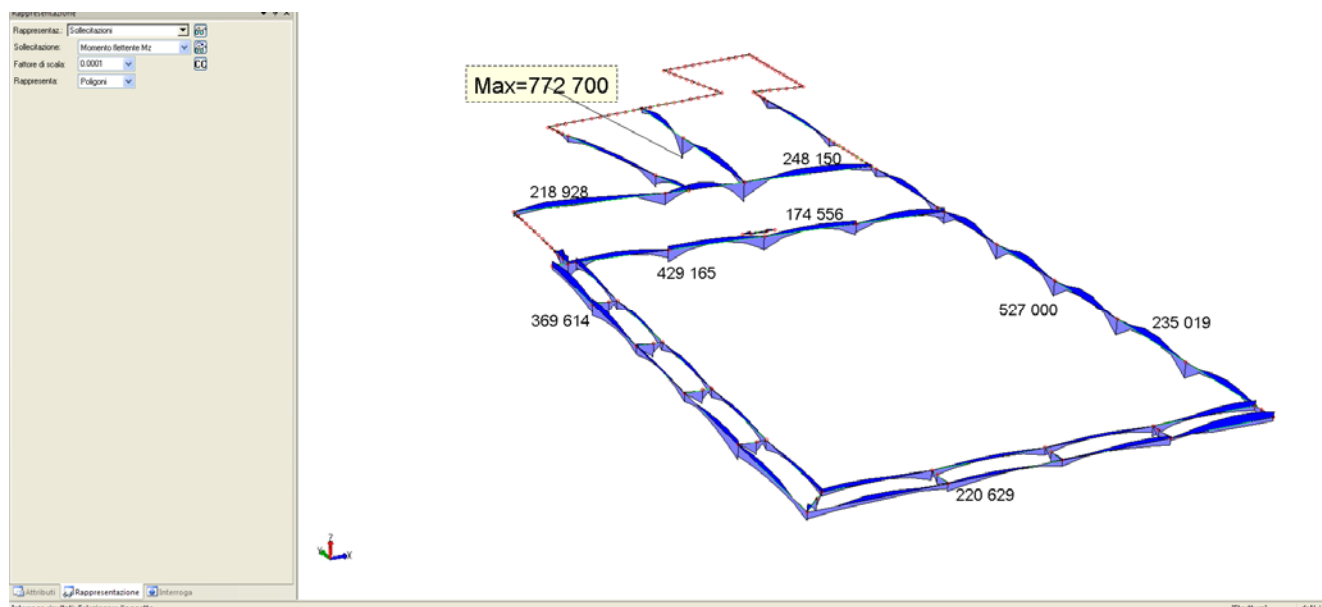 Rappresentazione
Rappresentaz.: Sollecitazioni
Sollecitazione: Momento flettente Mz
Fattore di scala: 0.0001
Rappresenta: Poligoni
Max=772 700
248 150
218 928
174 556
429 165
369 614
527 000
235 019
220 629
Z
Y X
Attributi Rappresentazione Interroga